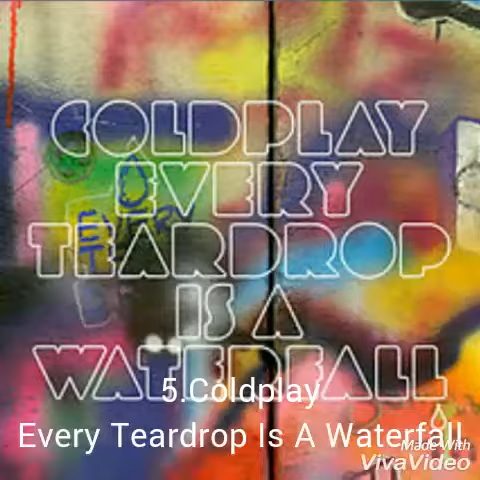 COLDPLAY
EVERY
TEARDROP
IS A
WATERFALL
5.Coldplay
Every Teardrop Is A Waterfall
Made With
VivaVideo